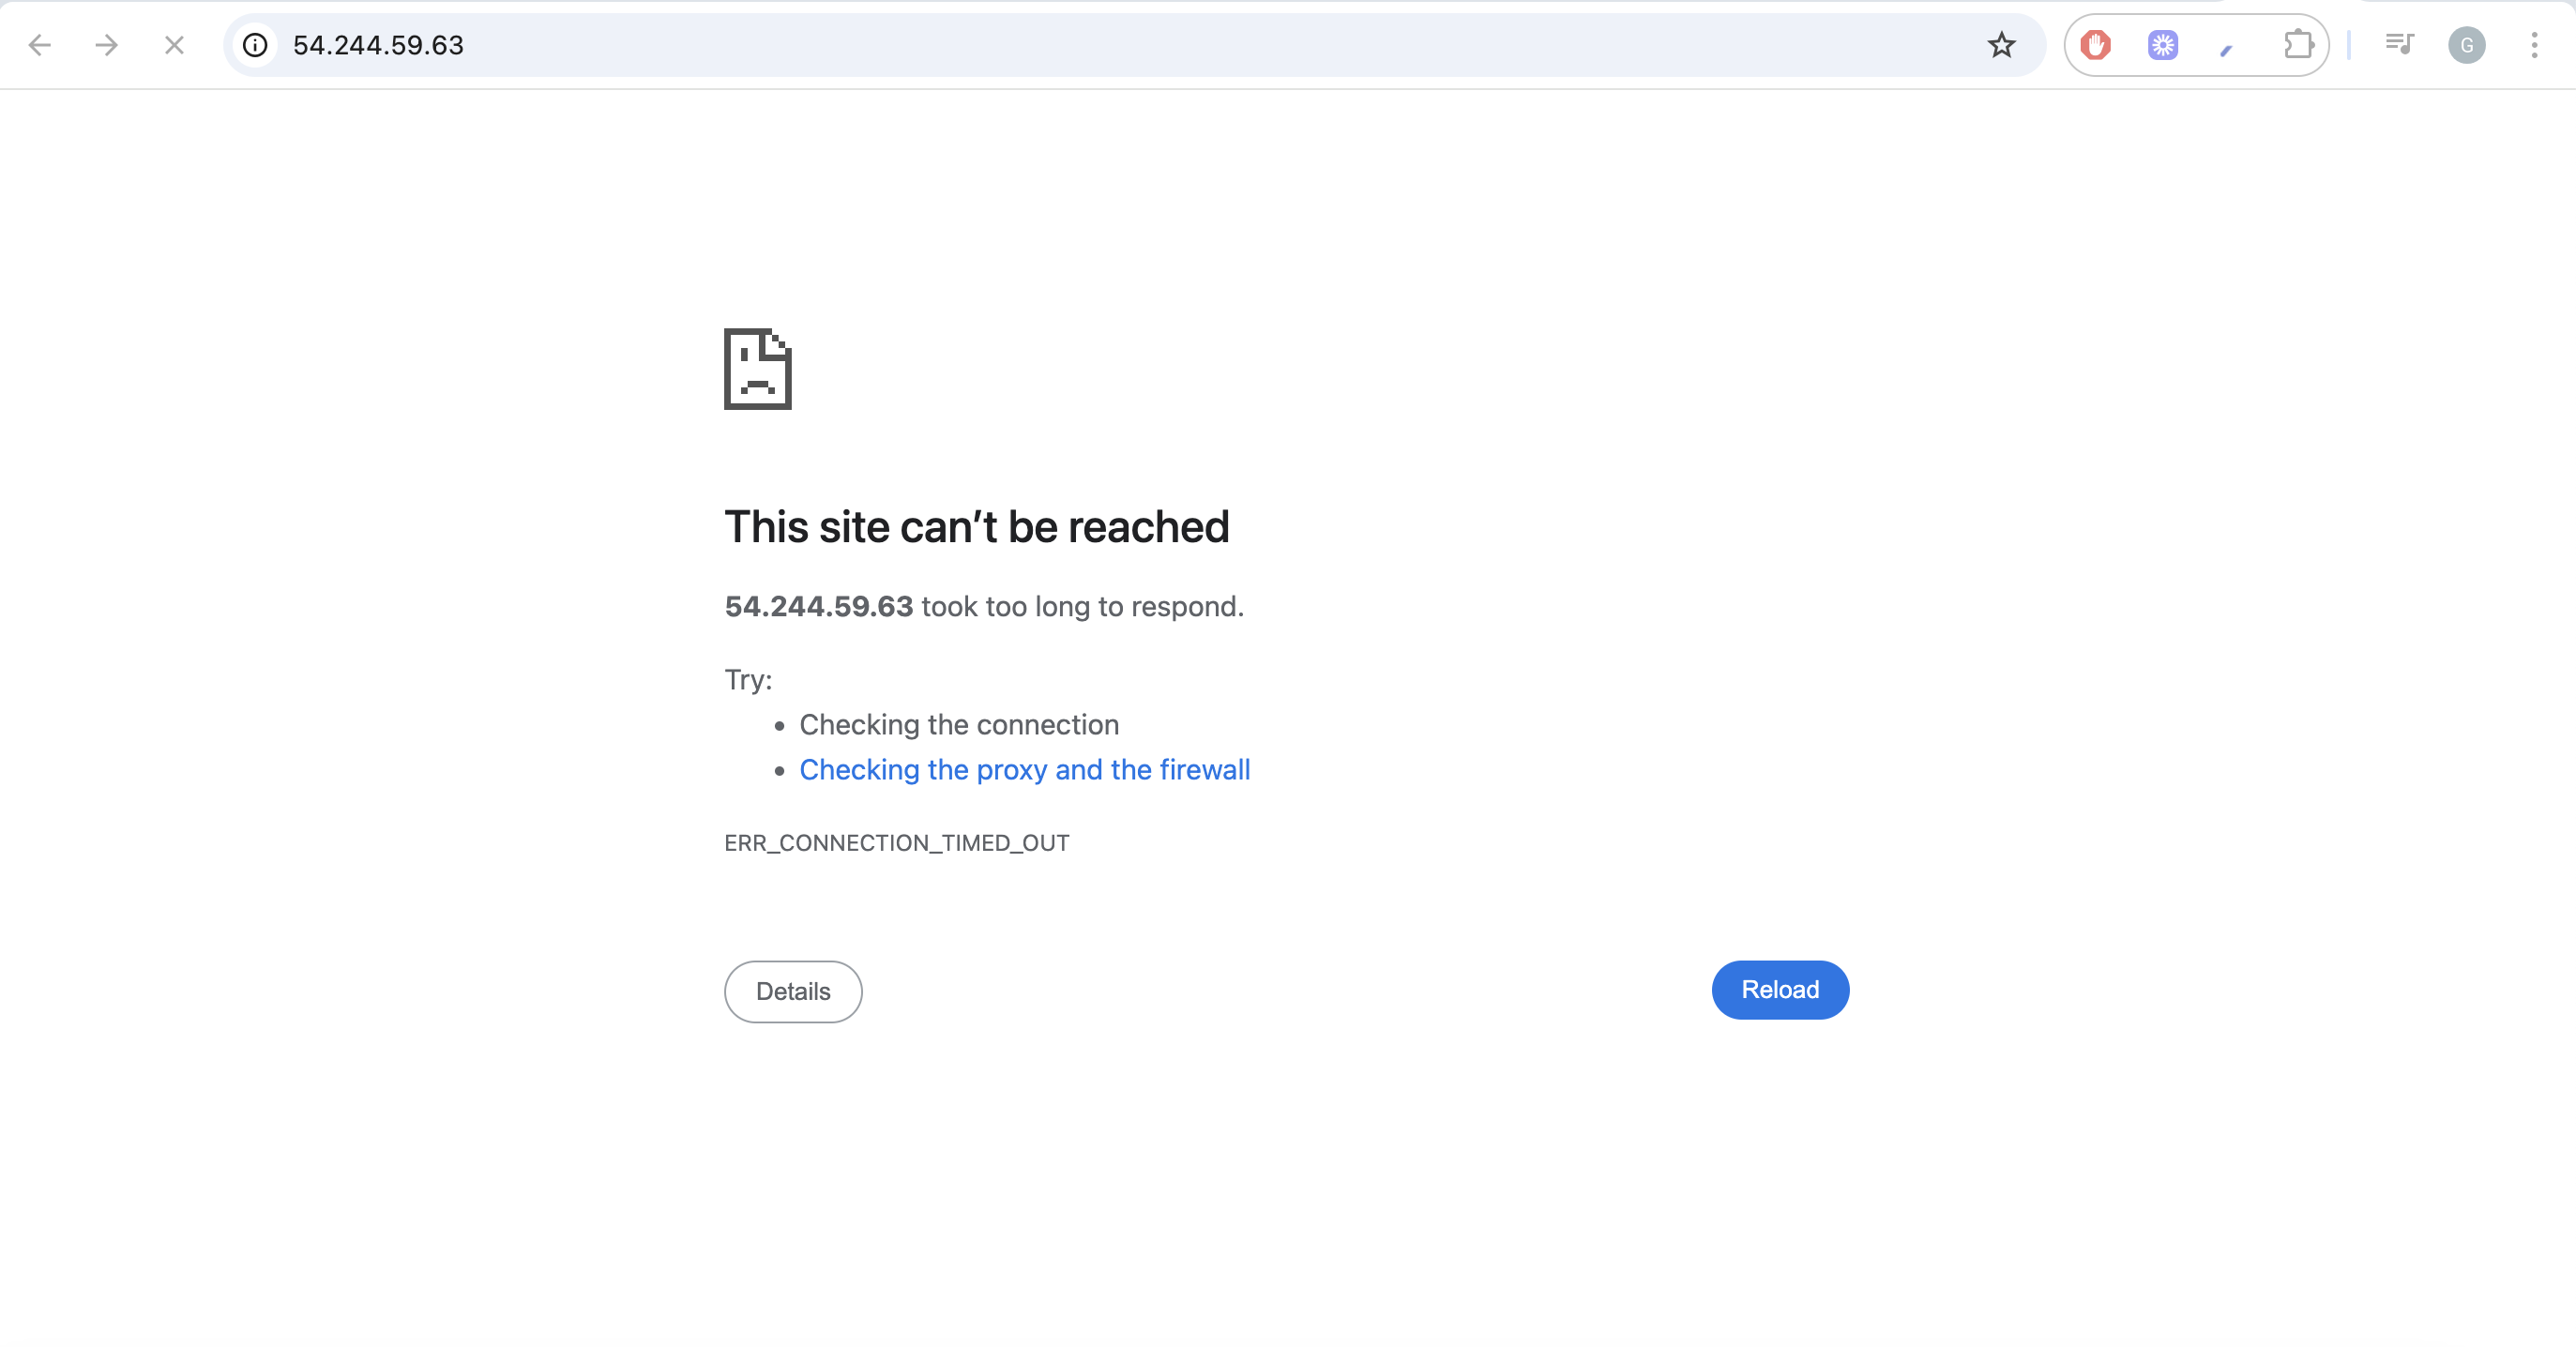 54.244.59.63
G
This site can’t be reached
54.244.59.63 took too long to respond.
Try:
Checking the connection
Checking the proxy and the firewall
ERR_CONNECTION_TIMED_OUT
Details
Reload